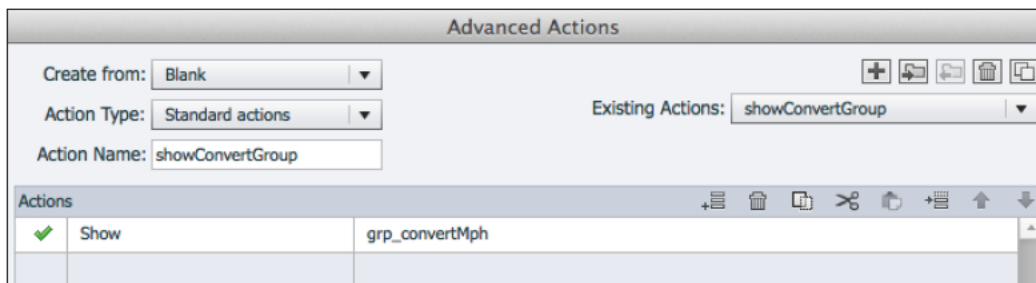 Advanced Actions
Create from: Blank
Action Type: Standard actions
Existing Actions: showConvertGroup
Action Name: showConvertGroup
Actions
Show grp_convertMph